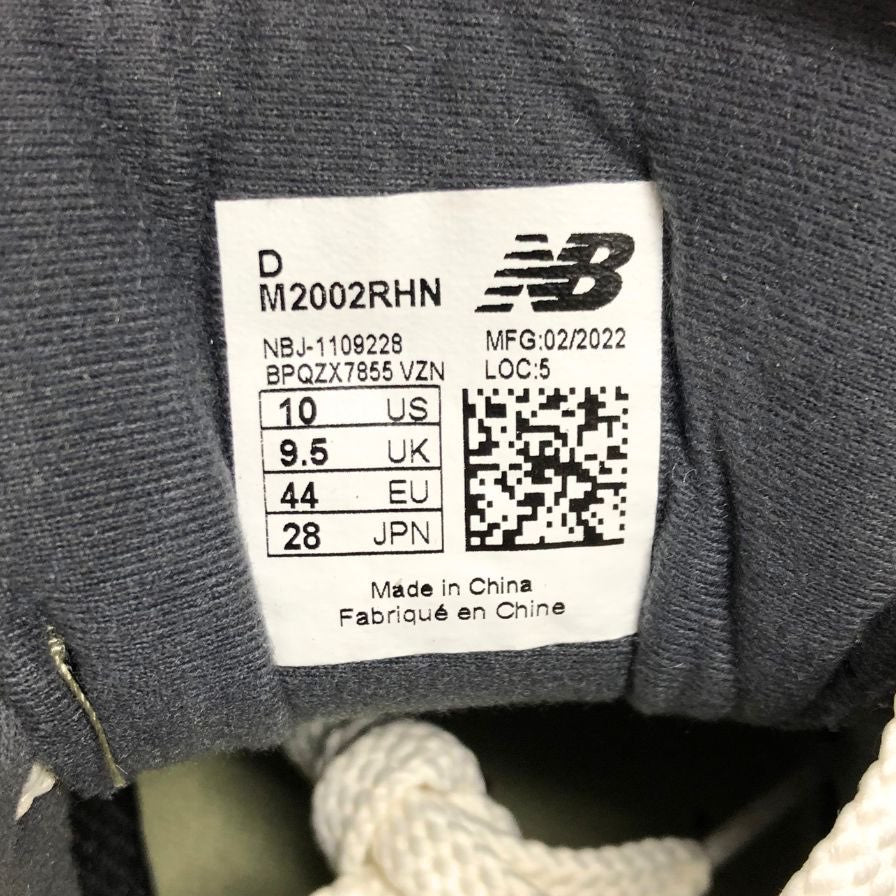 D
M2002RHN
NB
NBJ-1109228
MFG:02/2022
BPQZX7855 VZN
LOC:5
10 US
9.5 UK
44 EU
28 JPN
Made in China
Fabriqué en Chine